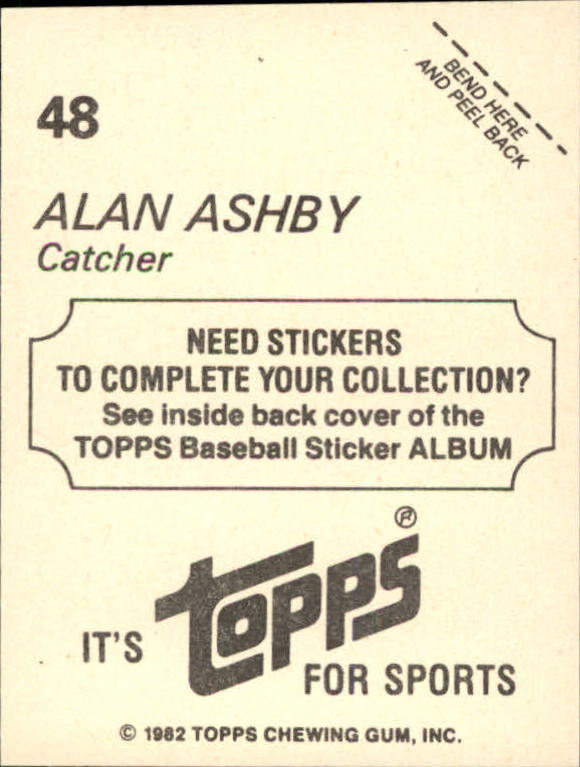 BEND HERE
AND PEEL BACK
48
ALAN ASHBY
Catcher
NEED STICKERS
TO COMPLETE YOUR COLLECTION?
See inside back cover of the
TOPPS Baseball Sticker ALBUM
IT'S TOPPS®
FOR SPORTS
© 1982 TOPPS CHEWING GUM, INC.